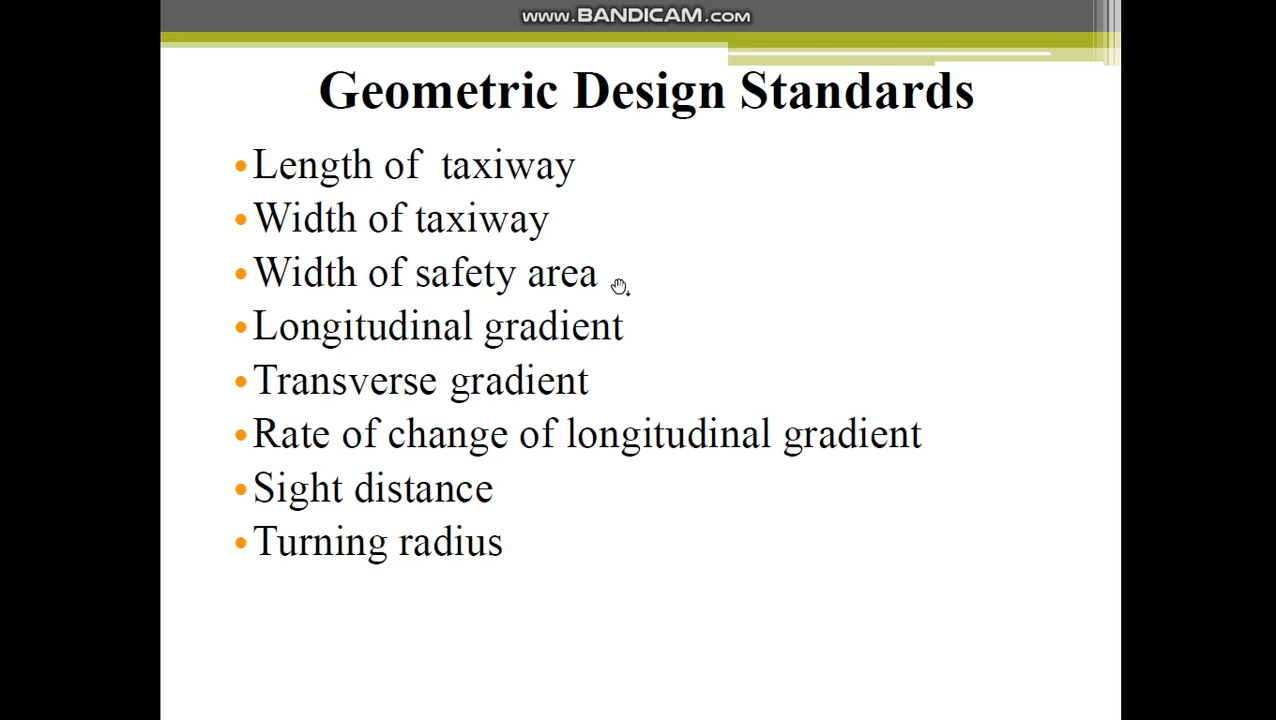 www.BANDICAM.com
Geometric Design Standards
•Length of taxiway
•Width of taxiway
•Width of safety area
•Longitudinal gradient
•Transverse gradient
•Rate of change of longitudinal gradient
•Sight distance
•Turning radius